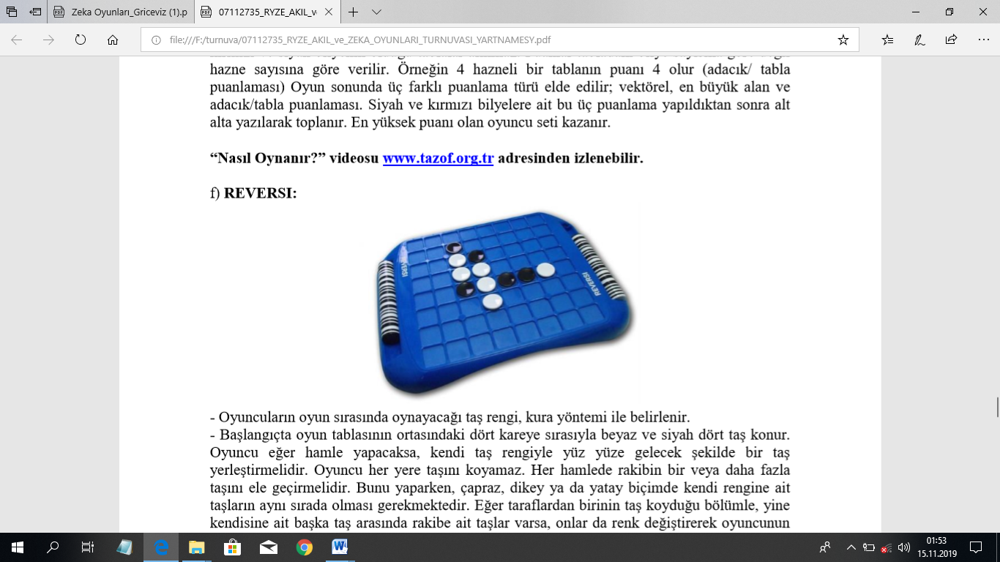 Zeka Oyunları_Griceviz (1).p
07112735_RYZE_AKIL_ve
file:///F:/turnuva/07112735_RYZE_AKIL_ve_ZEKA_OYUNLARI_TURNUVASI_YARTNAMESY.pdf
hazne sayısına göre verilir. Örneğin 4 hazneli bir tablanın puanı 4 olur (adacık/ tabla
puanlaması) Oyun sonunda üç farklı puanlama türü elde edilir; vektörel, en büyük alan ve
adacık/tabla puanlaması. Siyah ve kırmızı bilyelere ait bu üç puanlama yapıldıktan sonra alt
alta yazılarak toplanır. En yüksek puanı olan oyuncu seti kazanır.
“Nasıl Oynanır?” videosu www.tazof.org.tr adresinden izlenebilir.
f) REVERSI:
REVERSI
REVERSI
- Oyuncuların oyun sırasında oynayacağı taş rengi, kura yöntemi ile belirlenir.
- Başlangıçta oyun tablasının ortasındaki dört kareye sırasıyla beyaz ve siyah dört taş konur.
Oyuncu eğer hamle yapacaksa, kendi taş rengiyle yüz yüze gelecek şekilde bir taş
yerleştirmelidir. Oyuncu her yere taşını koyamaz. Her hamlede rakibin bir veya daha fazla
taşını ele geçirmelidir. Bunu yaparken, çapraz, dikey ya da yatay biçimde kendi rengine ait
taşların aynı sırada olması gerekmektedir. Eğer taraflardan birinin taş koyduğu bölümle, yine
kendisine ait başka taş arasında rakibe ait taşlar varsa, onlar da renk değiştirerek oyuncunun
01:53
15.11.2019